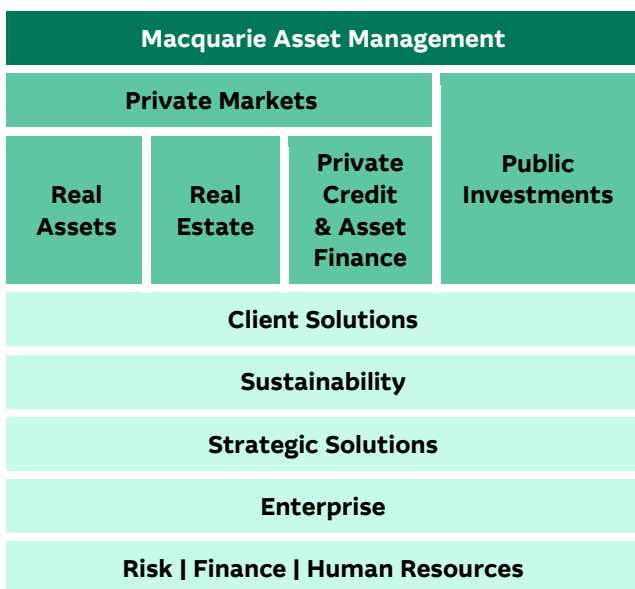 Macquarie Asset Management
Private Markets
Real
Assets
Real
Estate
Private
Credit
& Asset
Finance
Public
Investments
Client Solutions
Sustainability
Strategic Solutions
Enterprise
Risk | Finance | Human Resources